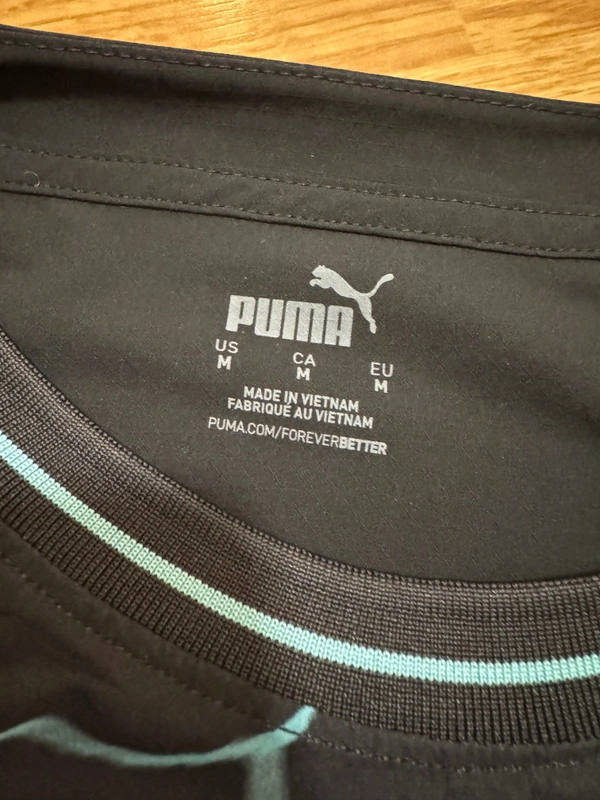 PUMA
US CA EU
M M M
MADE IN VIETNAM
FABRIQUÉ AU VIETNAM
PUMA.COM/FOREVERBETTER